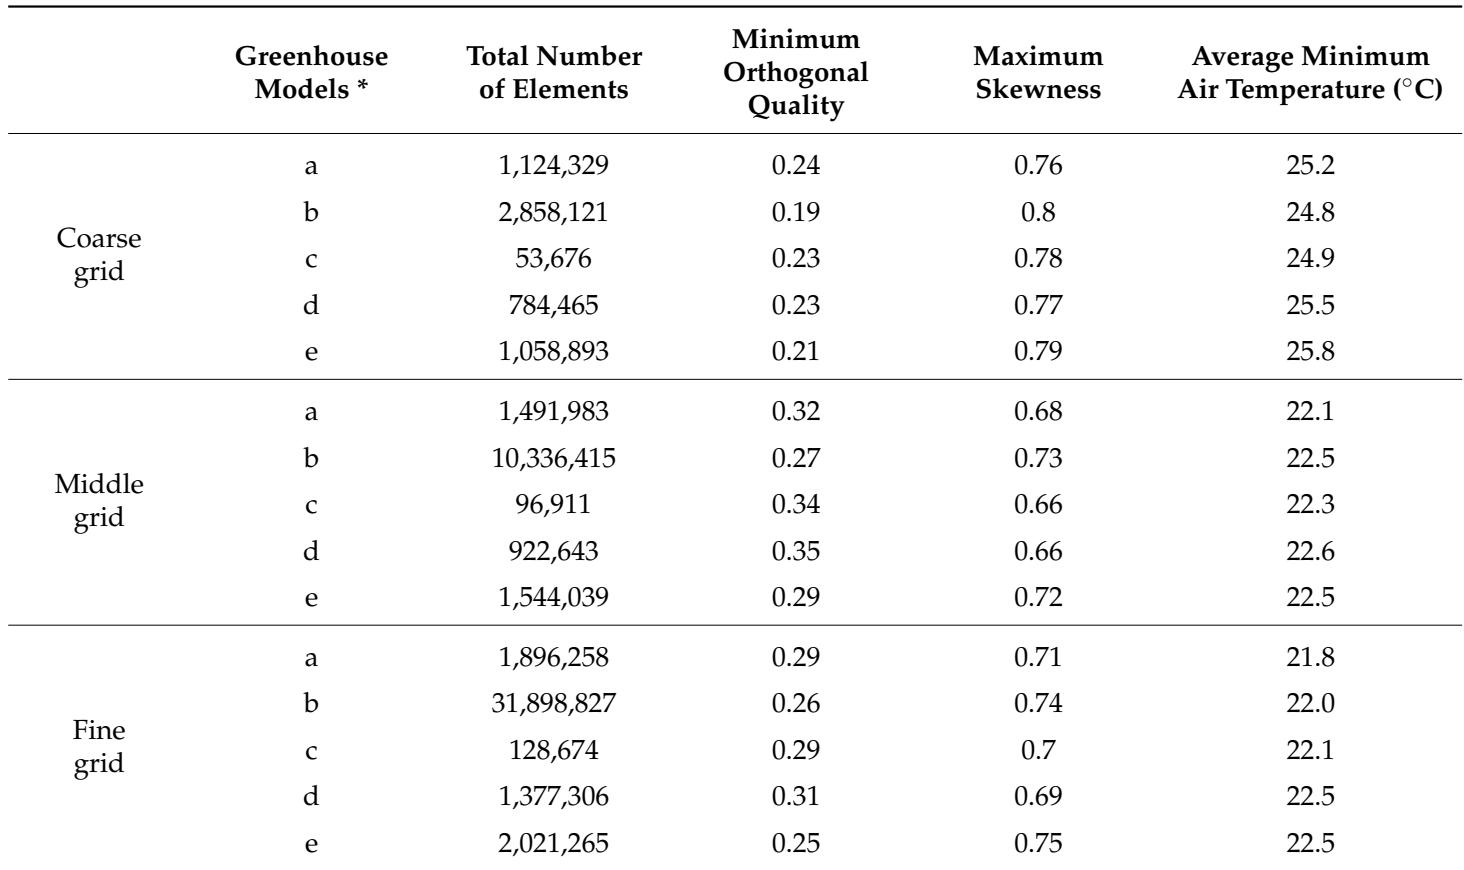 Greenhouse Models * Total Number of Elements Minimum Orthogonal Quality Maximum Skewness Average Minimum Air Temperature (°C)
Coarse grid
a 1,124,329 0.24 0.76 25.2
b 2,858,121 0.19 0.8 24.8
c 53,676 0.23 0.78 24.9
d 784,465 0.23 0.77 25.5
e 1,058,893 0.21 0.79 25.8
Middle grid
a 1,491,983 0.32 0.68 22.1
b 10,336,415 0.27 0.73 22.5
c 96,911 0.34 0.66 22.3
d 922,643 0.35 0.66 22.6
e 1,544,039 0.29 0.72 22.5
Fine grid
a 1,896,258 0.29 0.71 21.8
b 31,898,827 0.26 0.74 22.0
c 128,674 0.29 0.7 22.1
d 1,377,306 0.31 0.69 22.5
e 2,021,265 0.25 0.75 22.5